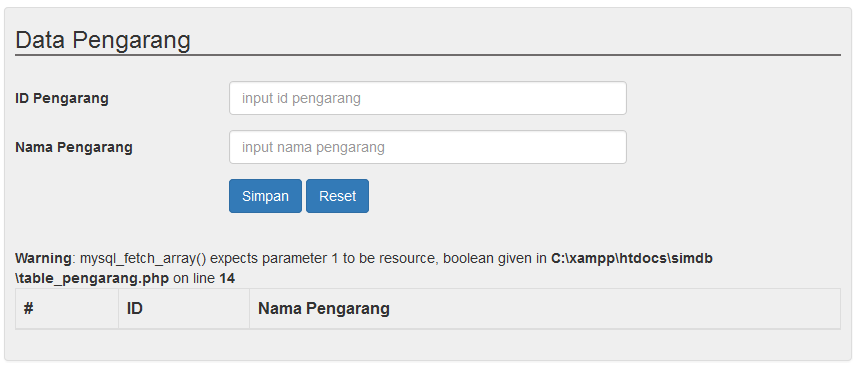 Data Pengarang
ID Pengarang
input id pengarang
Nama Pengarang
input nama pengarang
Simpan Reset
Warning: mysql_fetch_array() expects parameter 1 to be resource, boolean given in C:\xampp\htdocs\simdb
\table_pengarang.php on line 14
# ID Nama Pengarang